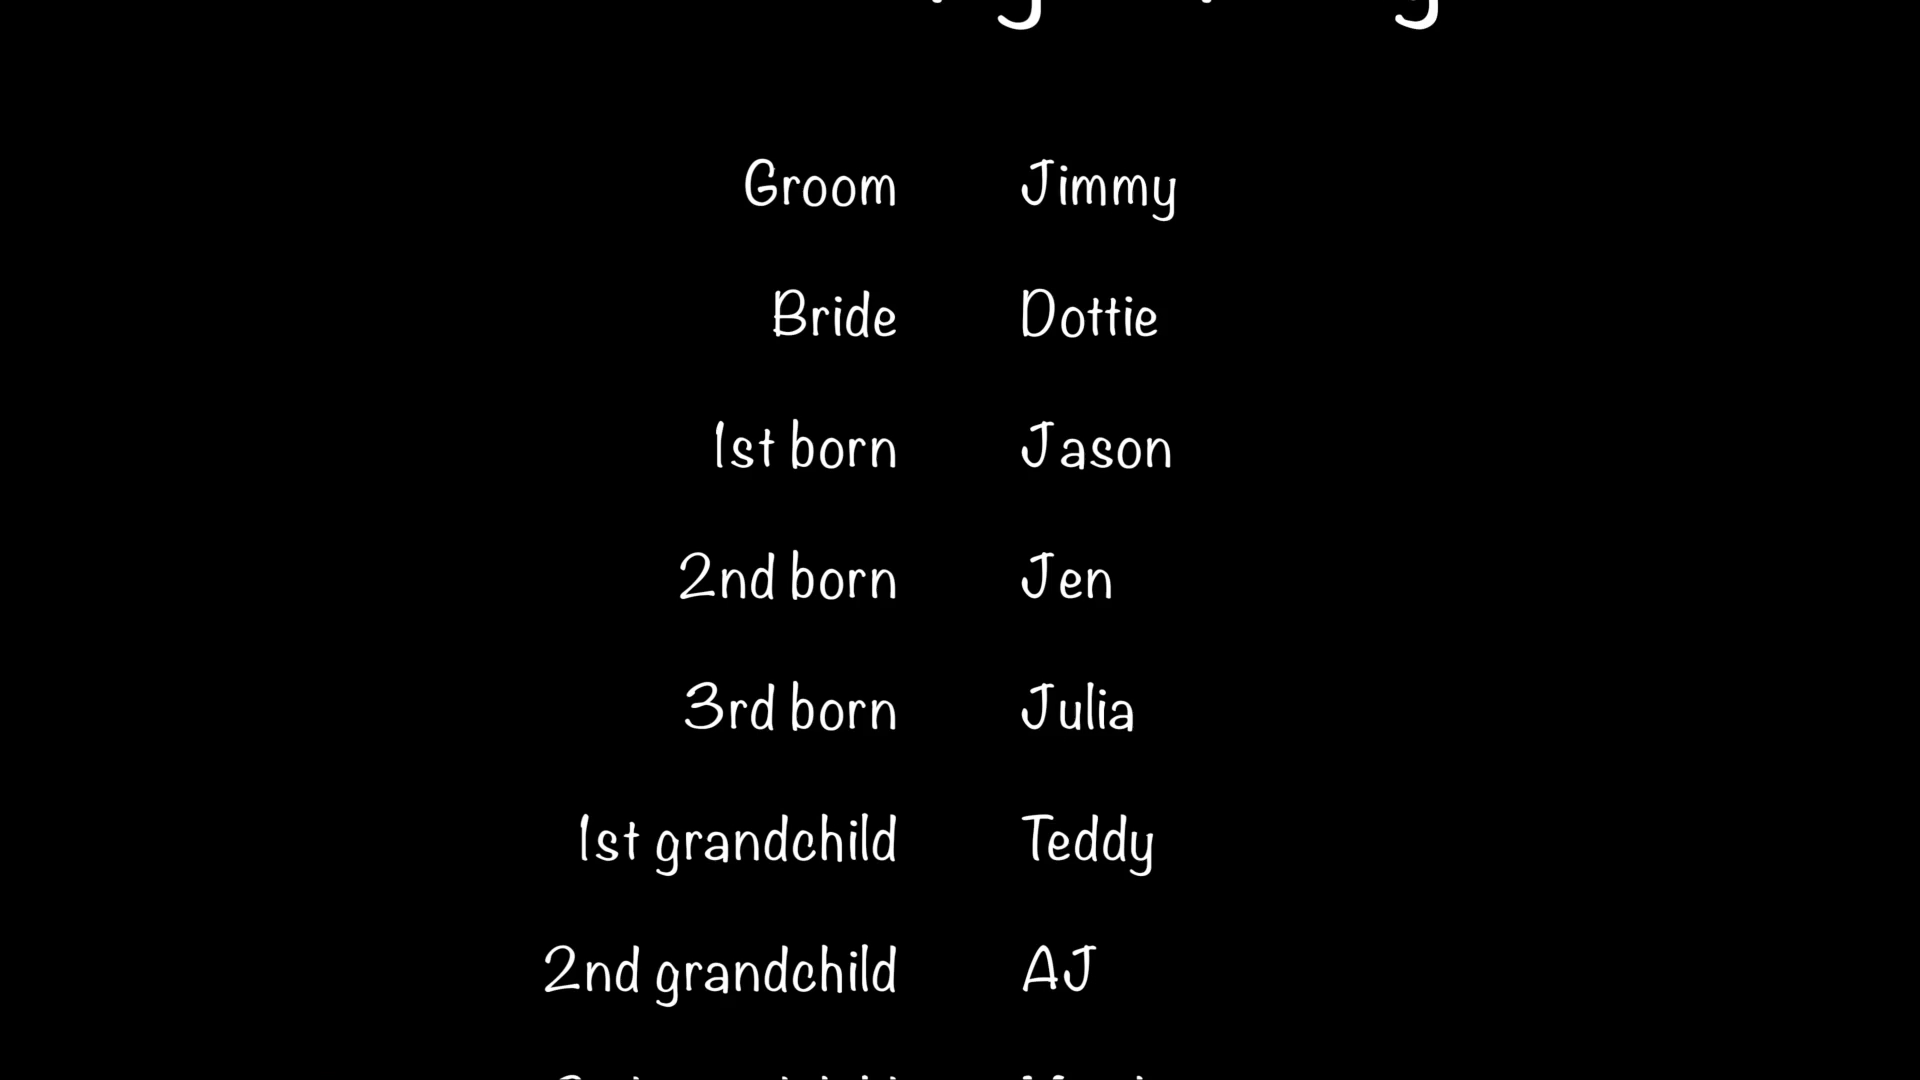 Groom Jimmy
Bride Dottie
1st born Jason
2nd born Jen
3rd born Julia
1st grandchild Teddy
2nd grandchild AJ